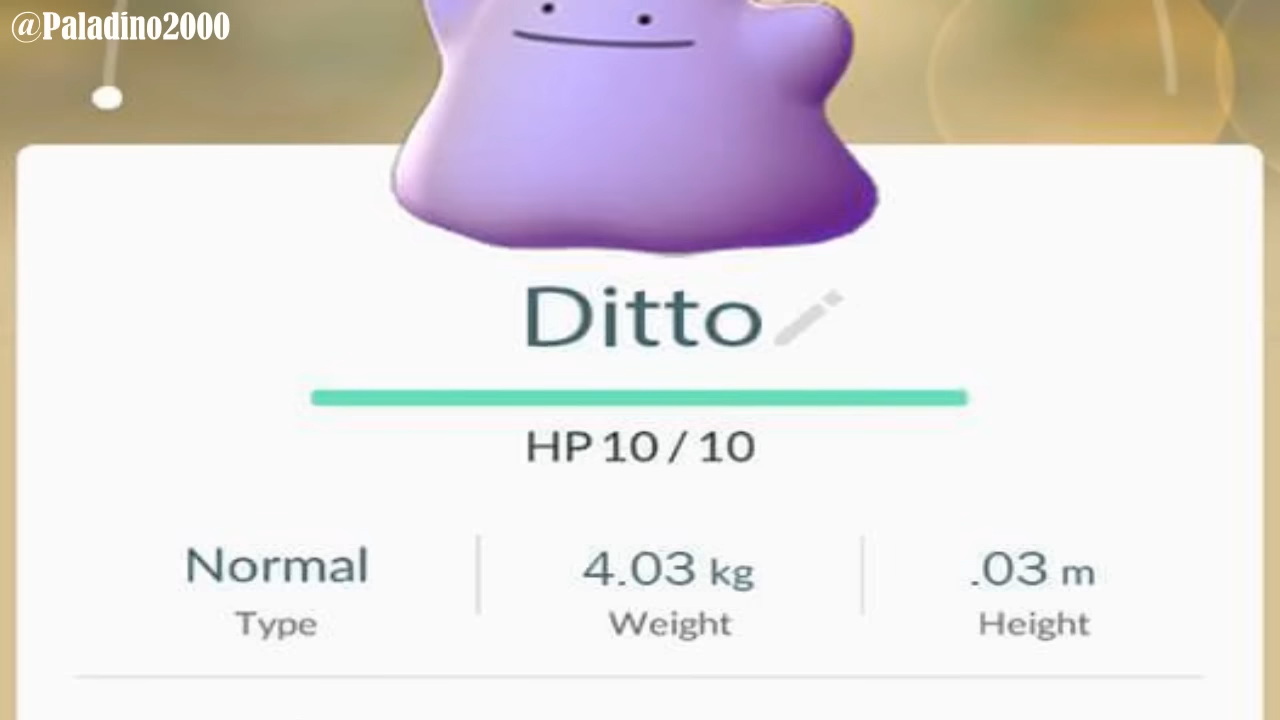 @Paladino2000
Ditto
HP 10 / 10
Normal
Type
4.03 kg
Weight
.03 m
Height